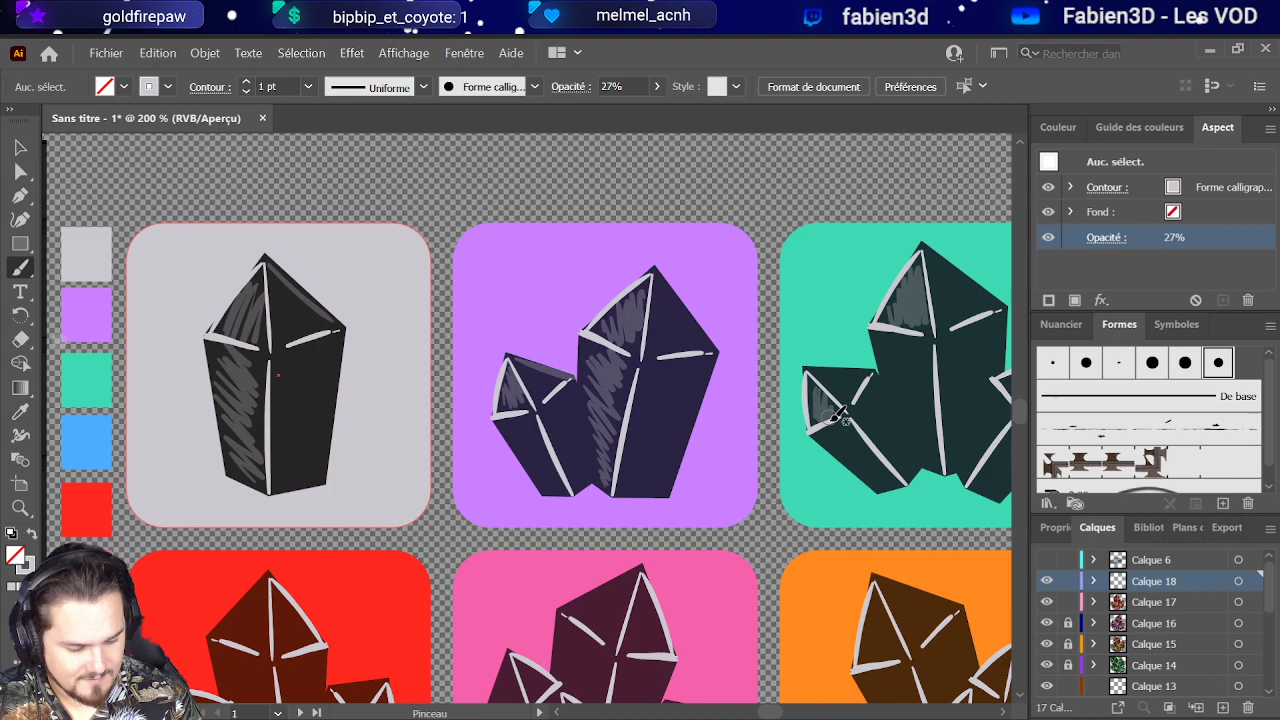 goldfirepaw
bipbip_et_coyote: 1
melmel_acnh
fabien3d
Fabien3D - Les VOD
Ai
Fichier Edition Objet Texte Sélection Effet Affichage Fenêtre Aide
Rechercher dan
Auc. sélect.
Contour :
1 pt
Uniforme
Forme callig...
Opacité :
27%
Style :
Format de document
Préférences
Sans titre - 1* @ 200 % (RVB/Aperçu)
Couleur Guide des couleurs Aspect
Auc. sélect.
Contour : Forme calligrap...
Fond :
Opacité : 27%
Nuancier Formes Symboles
De base
Propri Calques Bibliot Plans c Export
Calque 6
Calque 18
Calque 17
Calque 16
Calque 15
Calque 14
Calque 13
17 Cal...
1
Pinceau